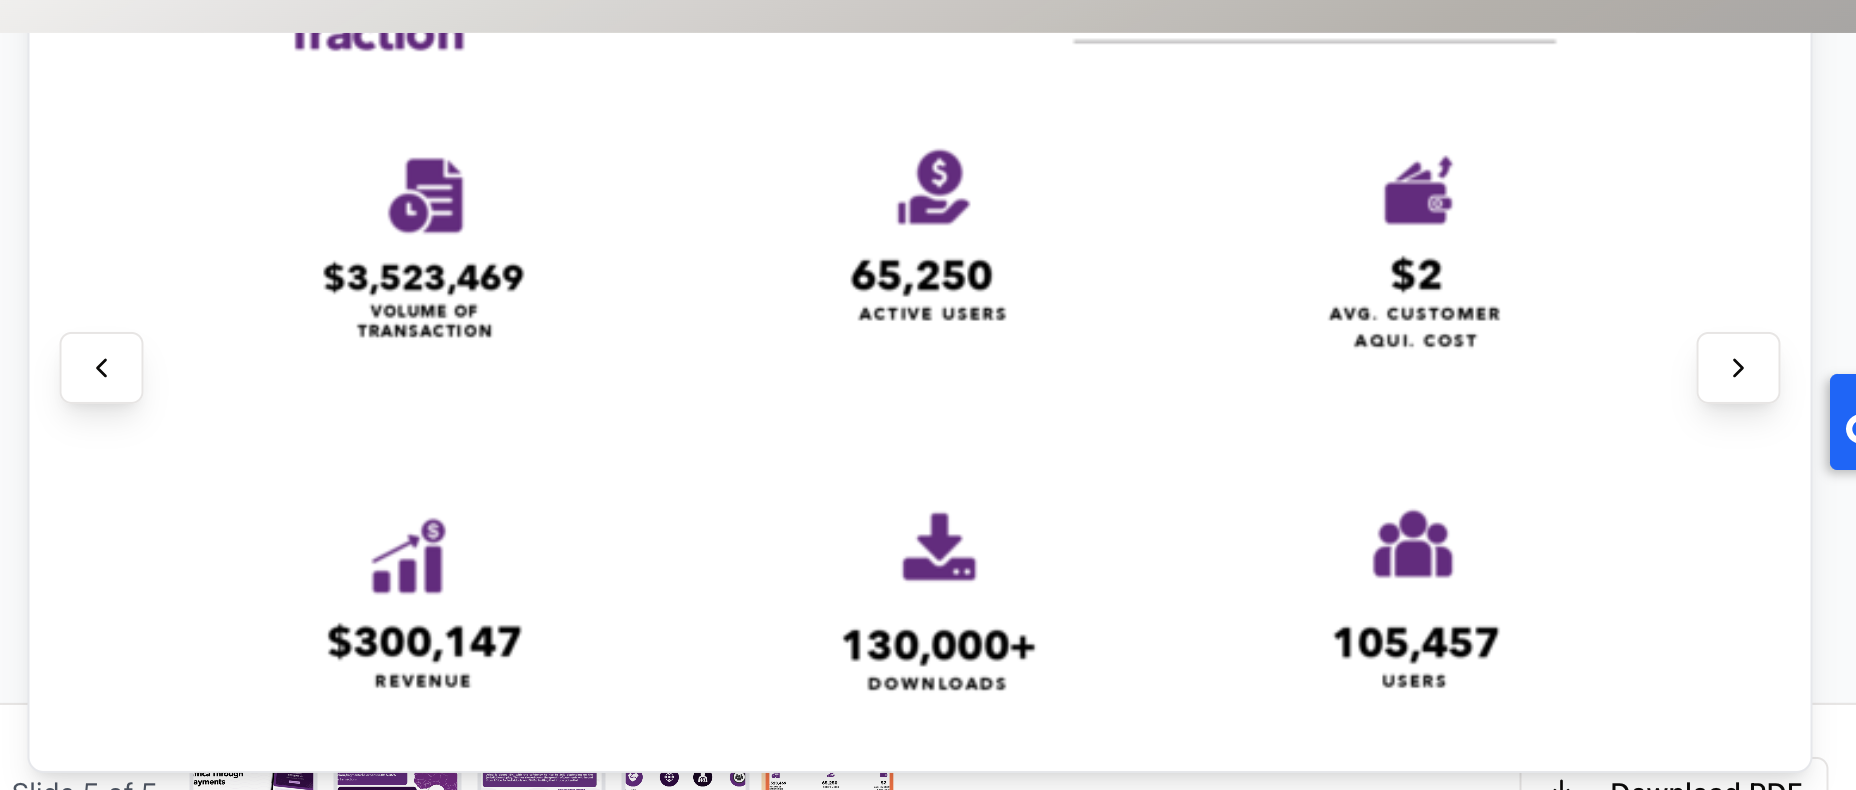 Traction
$3,523,469
VOLUME OF
TRANSACTION
65,250
ACTIVE USERS
$2
AVG. CUSTOMER
AQUI. COST
$300,147
REVENUE
130,000+
DOWNLOADS
105,457
USERS
Slide 5 of 5
ayments
Download PDF